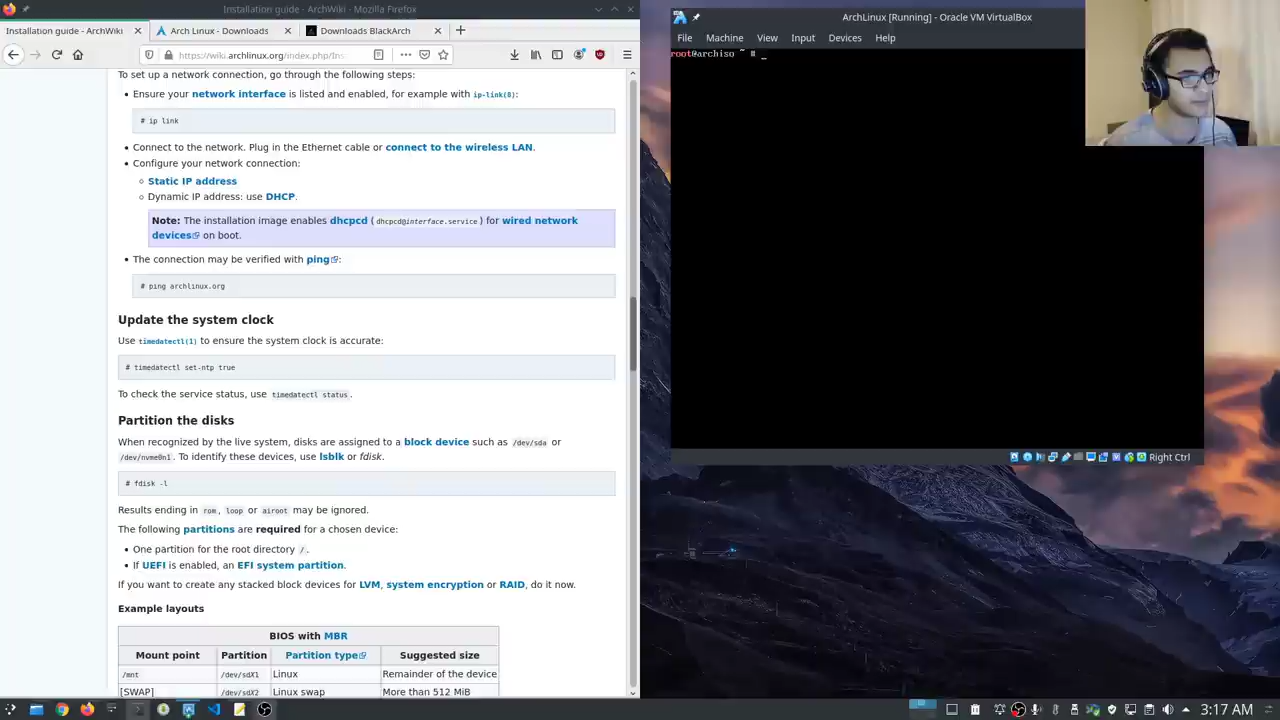 Installation guide - ArchWiki - Mozilla Firefox
Installation guide - ArchWiki
Arch Linux - Downloads
Downloads BlackArch
https://wiki.archlinux.org/index.php/Ins
To set up a network connection, go through the following steps:
• Ensure your network interface is listed and enabled, for example with ip-link(8):
# ip link
• Connect to the network. Plug in the Ethernet cable or connect to the wireless LAN.
• Configure your network connection:
Static IP address
Dynamic IP address: use DHCP.
Note: The installation image enables dhcpcd (dhcpcd@interface.service) for wired network
devices on boot.
• The connection may be verified with ping:
# ping archlinux.org
Update the system clock
Use timedatectl(1) to ensure the system clock is accurate:
# timedatectl set-ntp true
To check the service status, use timedatectl status.
Partition the disks
When recognized by the live system, disks are assigned to a block device such as /dev/sda or
/dev/nvme0n1. To identify these devices, use lsblk or fdisk.
# fdisk -l
Results ending in rom, loop or airoot may be ignored.
The following partitions are required for a chosen device:
• One partition for the root directory /.
• If UEFI is enabled, an EFI system partition.
If you want to create any stacked block devices for LVM, system encryption or RAID, do it now.
Example layouts
BIOS with MBR
Mount point Partition Partition type Suggested size
/mnt /dev/sdX1 Linux Remainder of the device
[SWAP] /dev/sdX2 Linux swap More than 512 MiB
ArchLinux [Running] - Oracle VM VirtualBox
File Machine View Input Devices Help
root@archiso ~ # _
Right Ctrl
3:17 AM